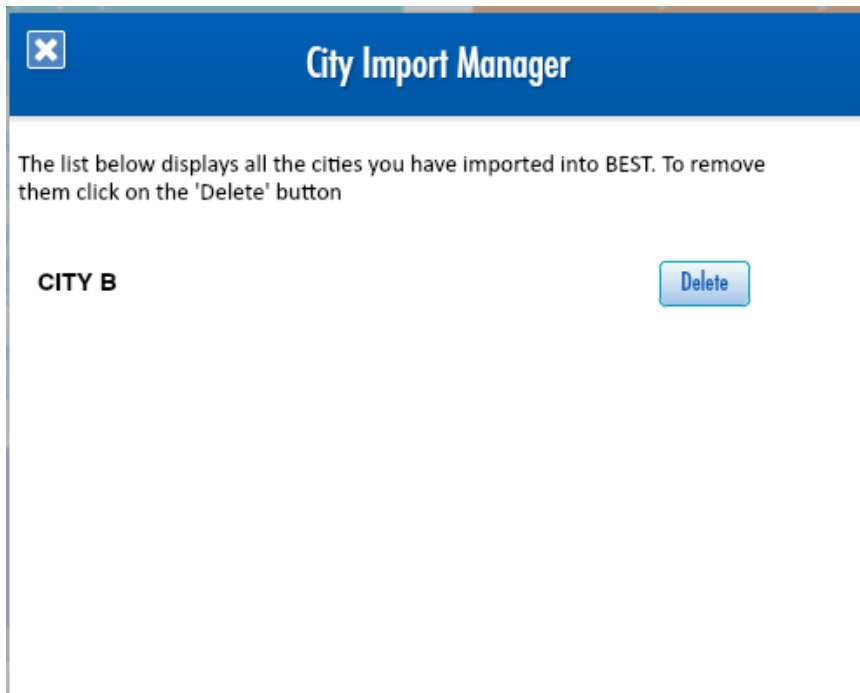 City Import Manager
The list below displays all the cities you have imported into BEST. To remove
them click on the 'Delete' button
CITY B
Delete